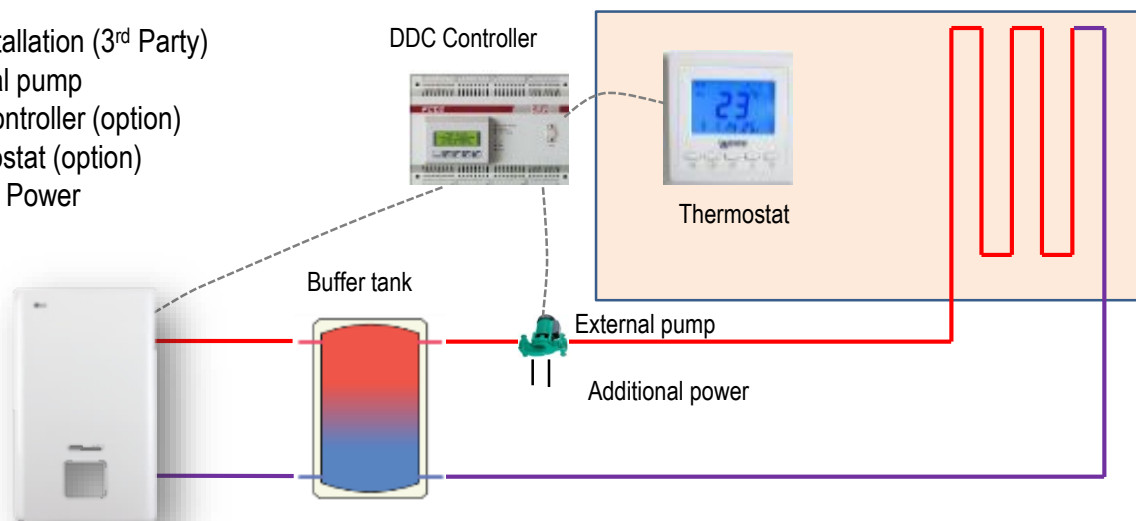 tallation (3rd Party)
al pump
ontroller (option)
ostat (option)
Power
DDC Controller
23
Thermostat
Buffer tank
External pump
Additional power